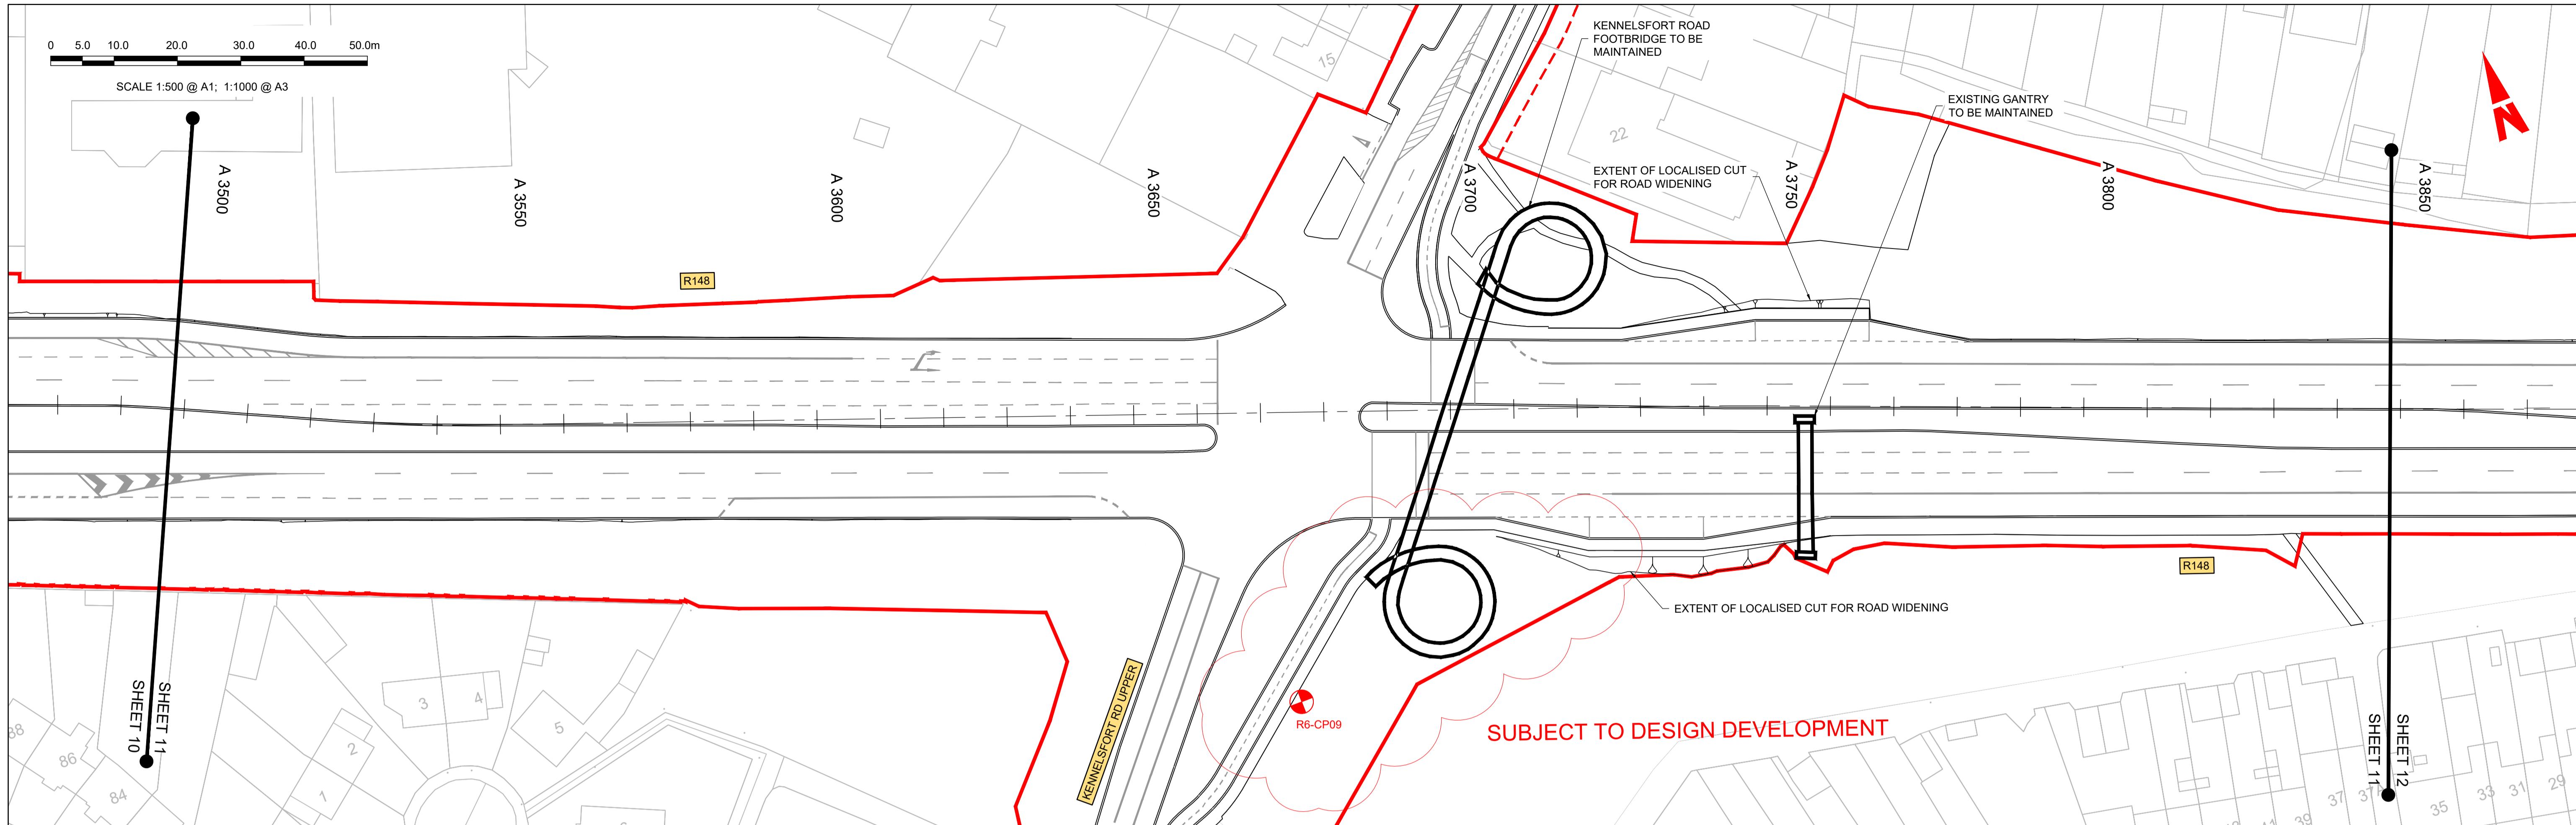 0 5.0 10.0 20.0 30.0 40.0 50.0m
SCALE 1:500 @ A1; 1:1000 @ A3
KENNELSFORT ROAD
FOOTBRIDGE TO BE
MAINTAINED
EXISTING GANTRY
TO BE MAINTAINED
N
15
22
EXTENT OF LOCALISED CUT
FOR ROAD WIDENING
A 3500
A 3550
A 3600
A 3650
A 3700
A 3750
A 3800
A 3850
R148
R148
EXTENT OF LOCALISED CUT FOR ROAD WIDENING
KENNELSFORT RD UPPER
R6-CP09
SUBJECT TO DESIGN DEVELOPMENT
SHEET 10
SHEET 11
SHEET 11
SHEET 12
88
86
84
1
2
3
4
5
39
37
37A
35
33
31
29